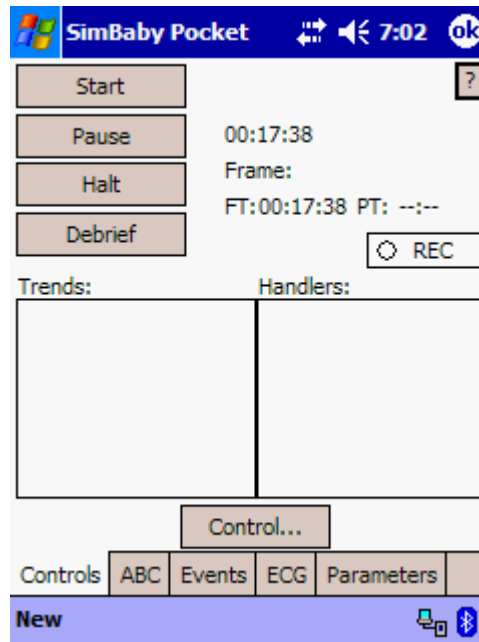 SimBaby Pocket 7:02 ok
Start
?
Pause
00:17:38
Halt
Frame:
FT:00:17:38 PT: --:--
Debrief
REC
Trends: Handlers:
Control...
Controls ABC Events ECG Parameters
New